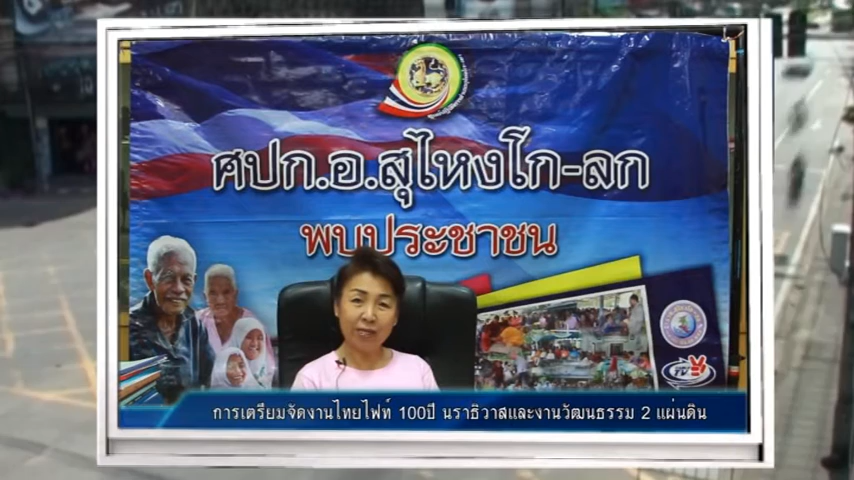 ศปก.อ.สุไหงโก-ลก
พบประชาชน
TV
การเตรียมจัดงานไทยไฟท์ 100ปี นราธิวาสและงานวัฒนธรรม 2 แผ่นดิน